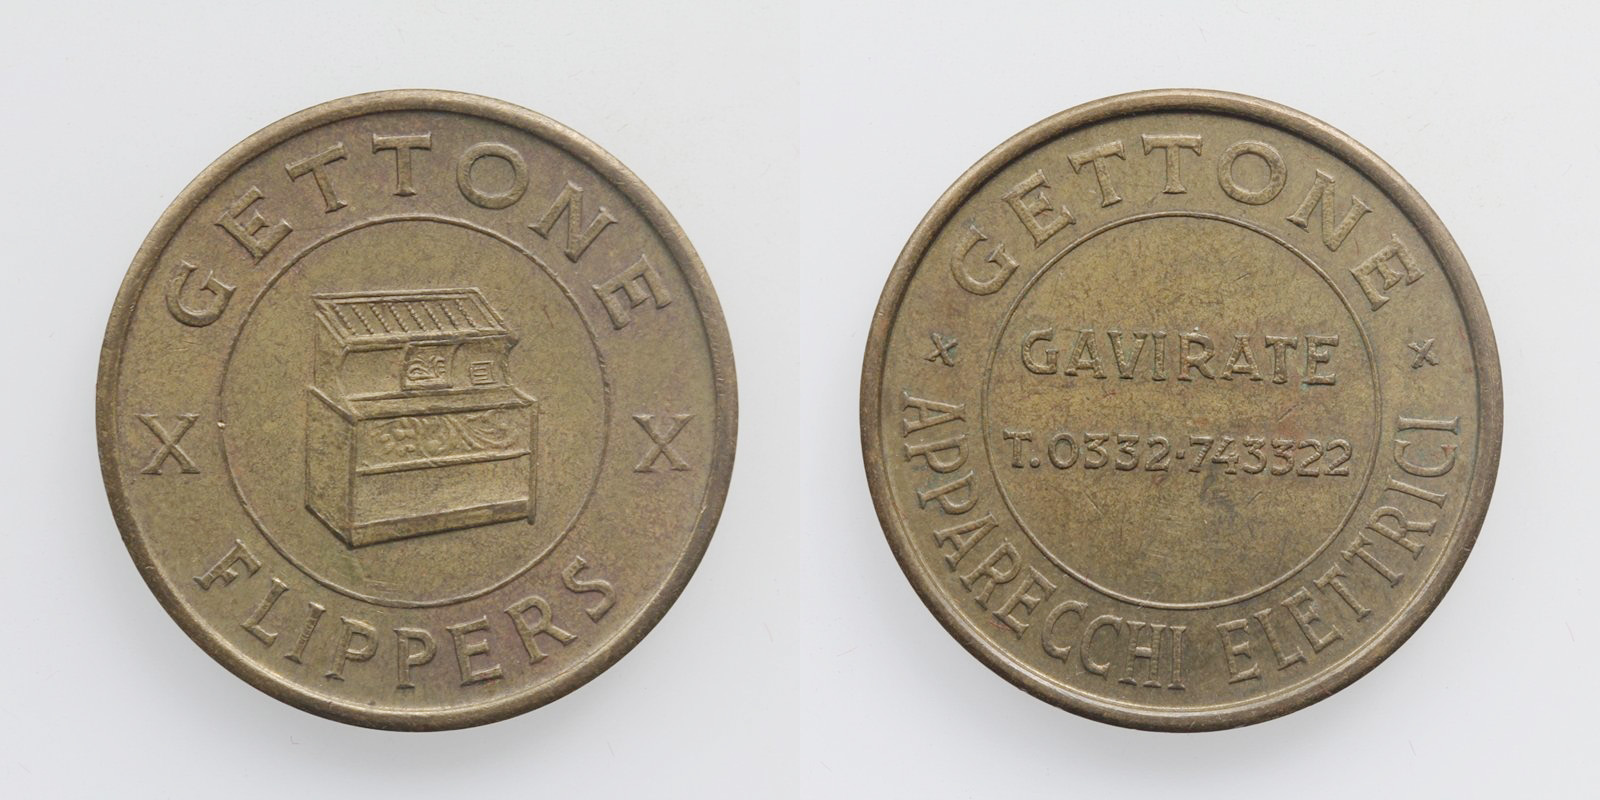 GETTONE
X X
FLIPPERS
GETTONE
x x
GAVIRATE
T. 0332·743322
APPARECCHI ELETTRICI